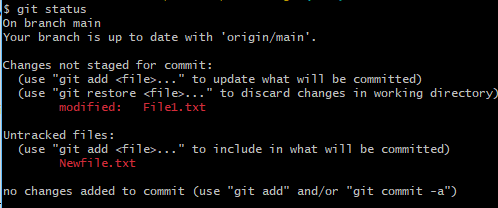 $ git status
On branch main
Your branch is up to date with 'origin/main'.

Changes not staged for commit:
  (use "git add <file>..." to update what will be committed)
  (use "git restore <file>..." to discard changes in working directory)
        modified:   File1.txt

Untracked files:
  (use "git add <file>..." to include in what will be committed)
        Newfile.txt

no changes added to commit (use "git add" and/or "git commit -a")